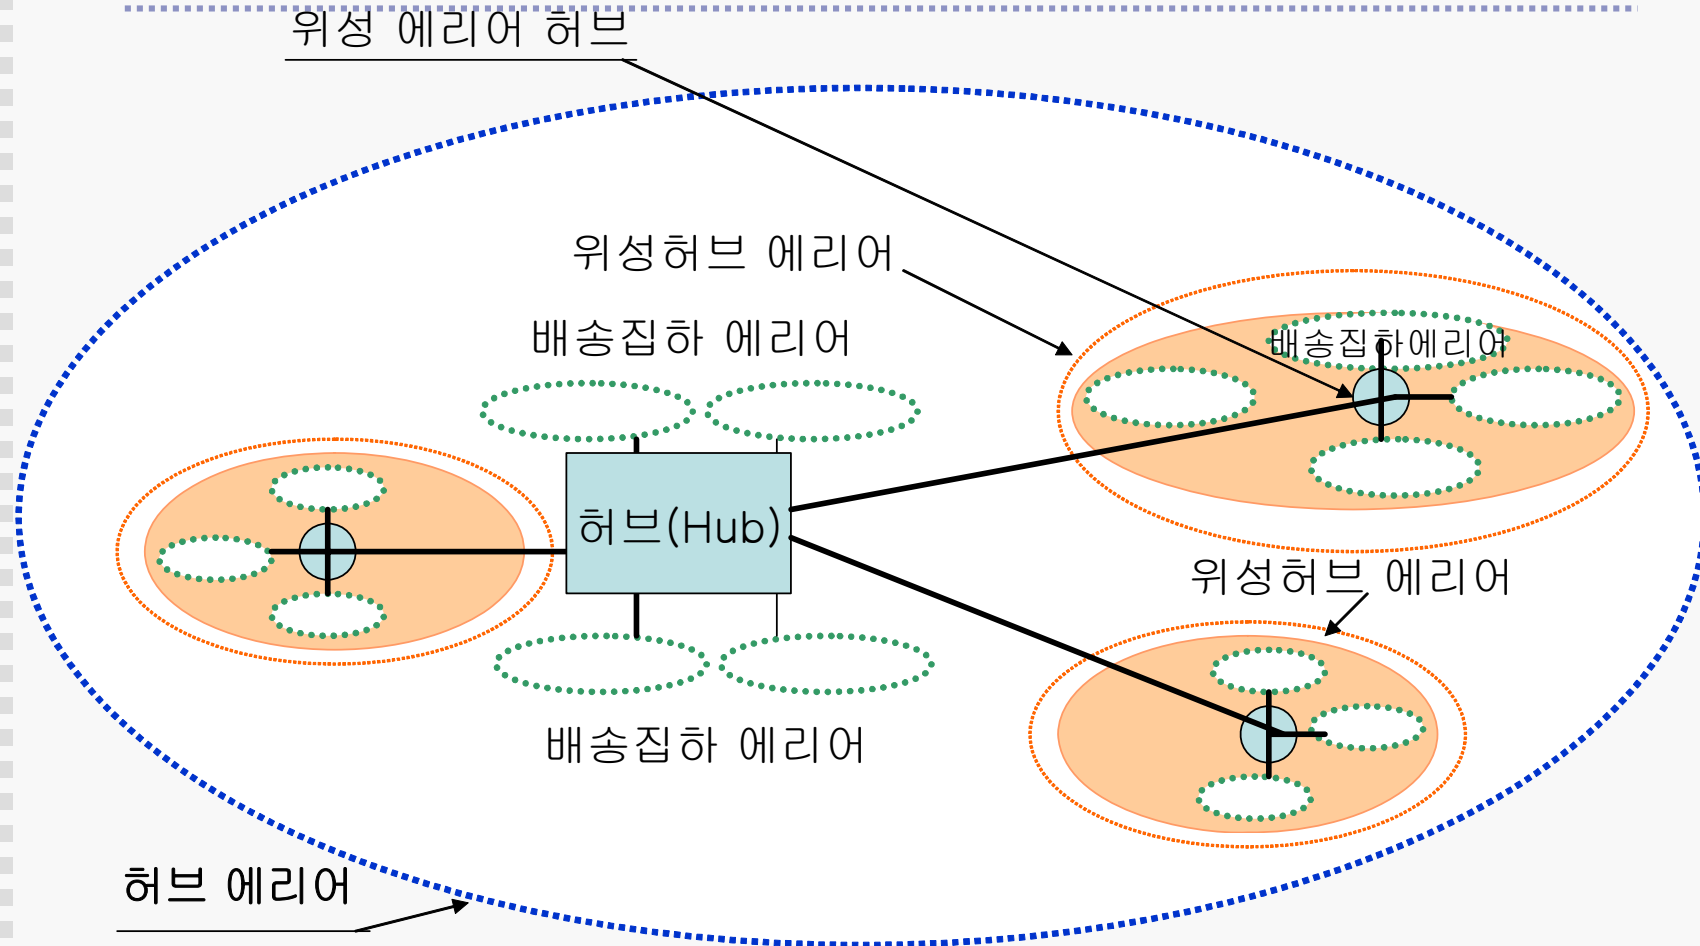 위성 에리어 허브
위성허브 에리어
배송집하 에리어
배송집하에리어
허브(Hub)
위성허브 에리어
배송집하 에리어
허브 에리어